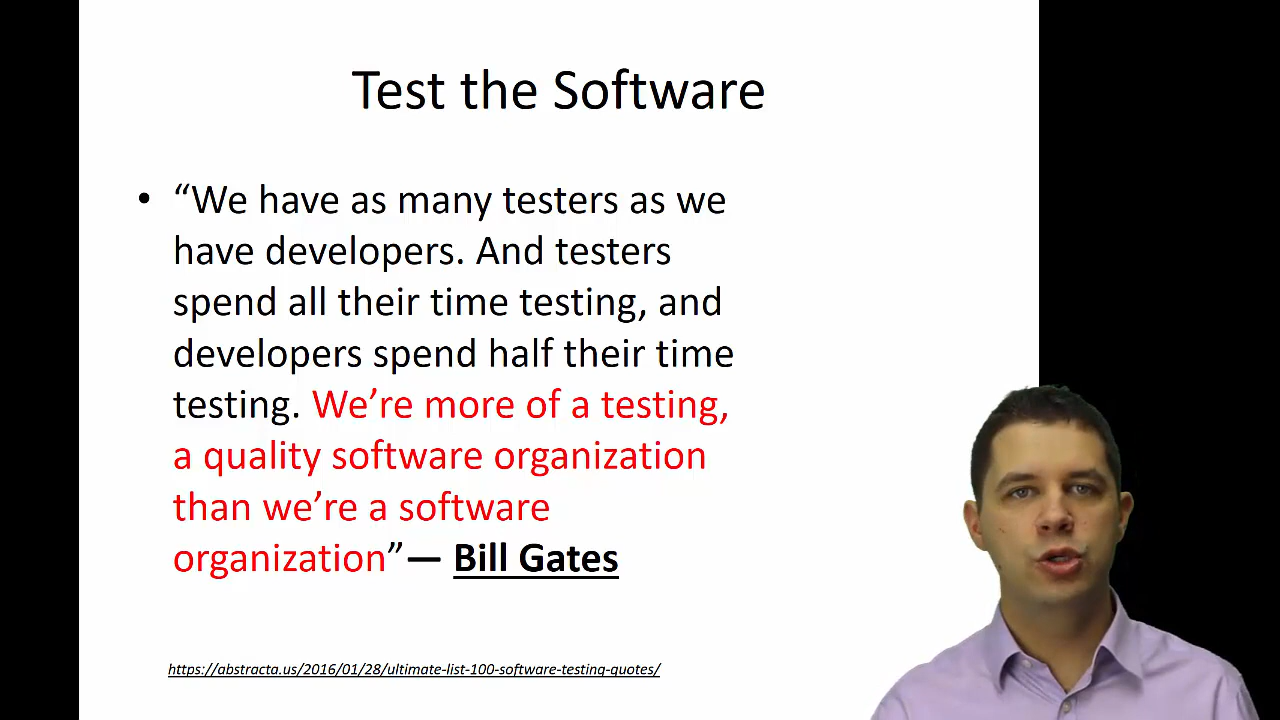 Test the Software
• “We have as many testers as we
have developers. And testers
spend all their time testing, and
developers spend half their time
testing. We’re more of a testing,
a quality software organization
than we’re a software
organization”— Bill Gates
https://abstracta.us/2016/01/28/ultimate-list-100-software-testing-quotes/